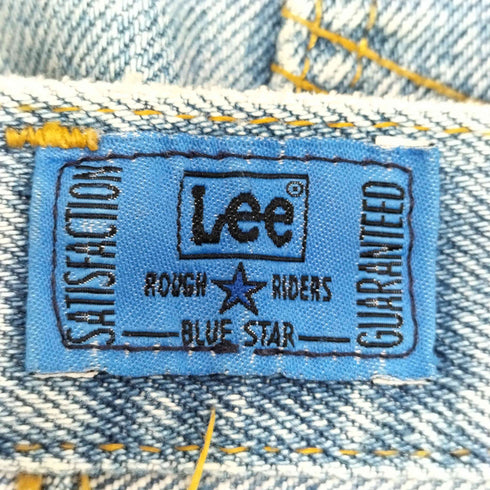 SATISFACTION
Lee®
ROUGH RIDERS
BLUE STAR
GUARANTEED